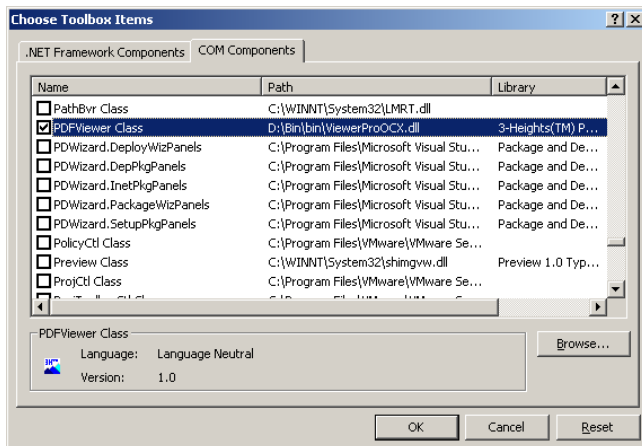 Choose Toolbox Items
.NET Framework Components COM Components
Name Path Library
PathBvr Class C:\WINNT\System32\LMRT.dll
PDFViewer Class D:\Bin\bin\ViewerProOCX.dll 3-Heights(TM) P...
PDWizard.DeployWizPanels C:\Program Files\Microsoft Visual Stu... Package and De...
PDWizard.DepPkgPanels C:\Program Files\Microsoft Visual Stu... Package and De...
PDWizard.InetPkgPanels C:\Program Files\Microsoft Visual Stu... Package and De...
PDWizard.PackageWizPanels C:\Program Files\Microsoft Visual Stu... Package and De...
PDWizard.SetupPkgPanels C:\Program Files\Microsoft Visual Stu... Package and De...
PolicyCtl Class C:\Program Files\VMware\VMware Se...
Preview Class C:\WINNT\System32\shimgvw.dll Preview 1.0 Typ...
ProjCtl Class C:\Program Files\VMware\VMware Se...
PDFViewer Class
Language: Language Neutral
Version: 1.0
Browse...
OK Cancel Reset